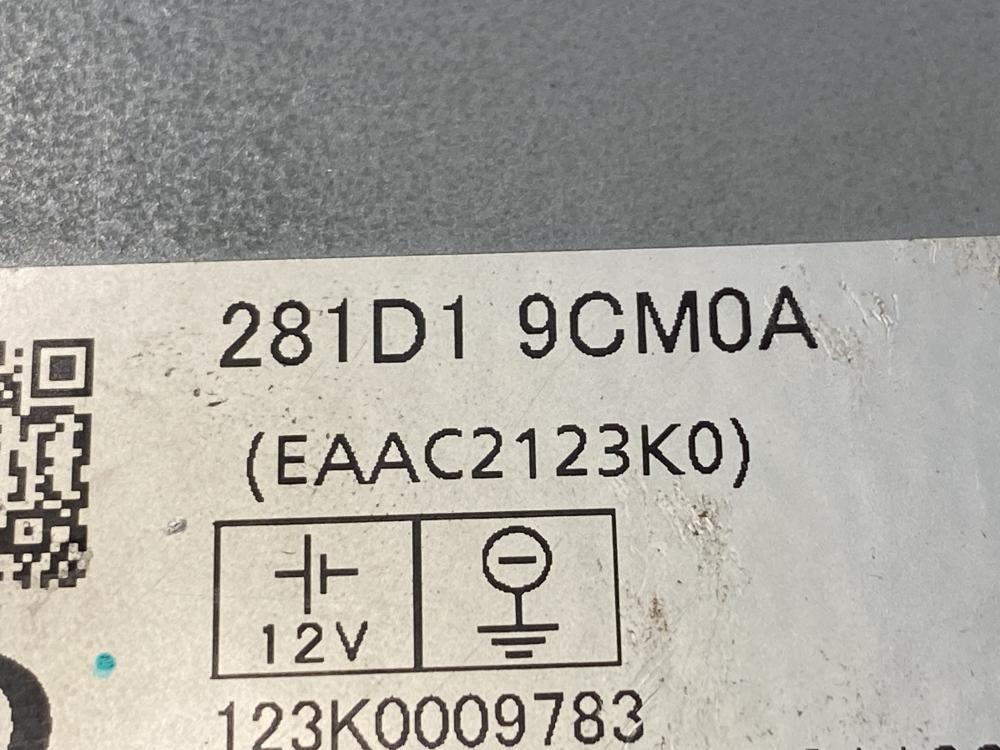 281D1 9CM0A
(EAAC2123K0)
12V
123K0009783